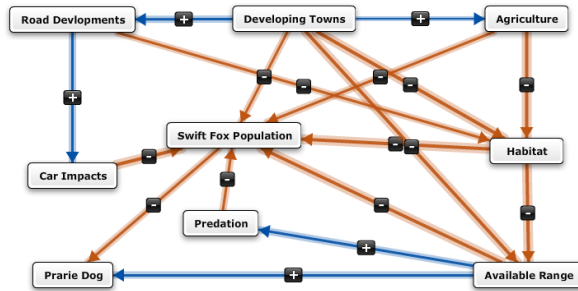 Road Devlopments
+
Developing Towns
+
Agriculture
-
-
-
-
-
+
Swift Fox Population
-
-
Habitat
-
Car Impacts
-
-
-
-
Predation
+
Prarie Dog
+
Available Range